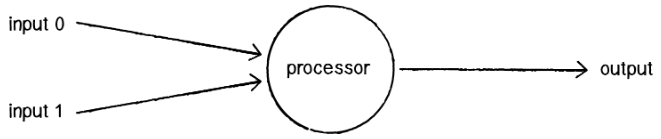 input 0
processor
output
input 1